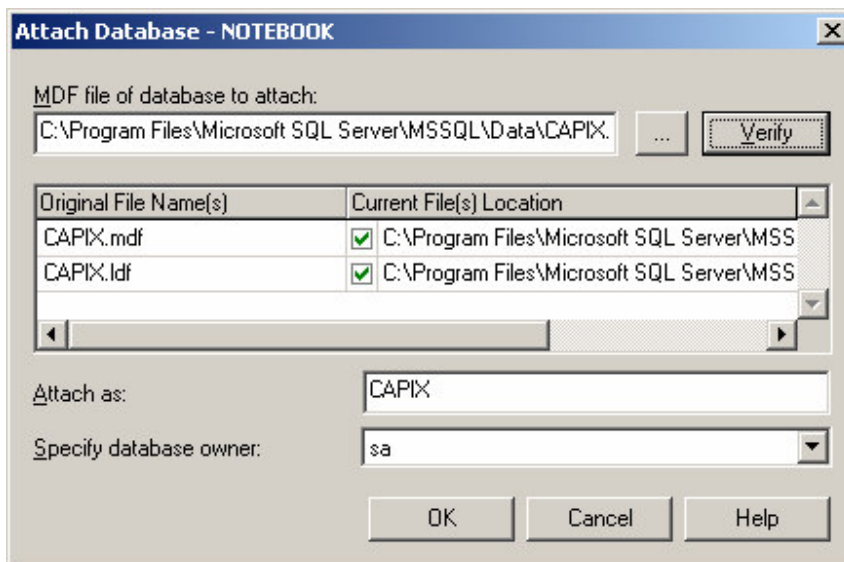 Attach Database - NOTEBOOK
MDF file of database to attach:
C:\Program Files\Microsoft SQL Server\MSSQL\Data\CAPIX.
... Verify
Original File Name(s) Current File(s) Location
CAPIX.mdf C:\Program Files\Microsoft SQL Server\MSS
CAPIX.ldf C:\Program Files\Microsoft SQL Server\MSS
Attach as: CAPIX
Specify database owner: sa
OK Cancel Help